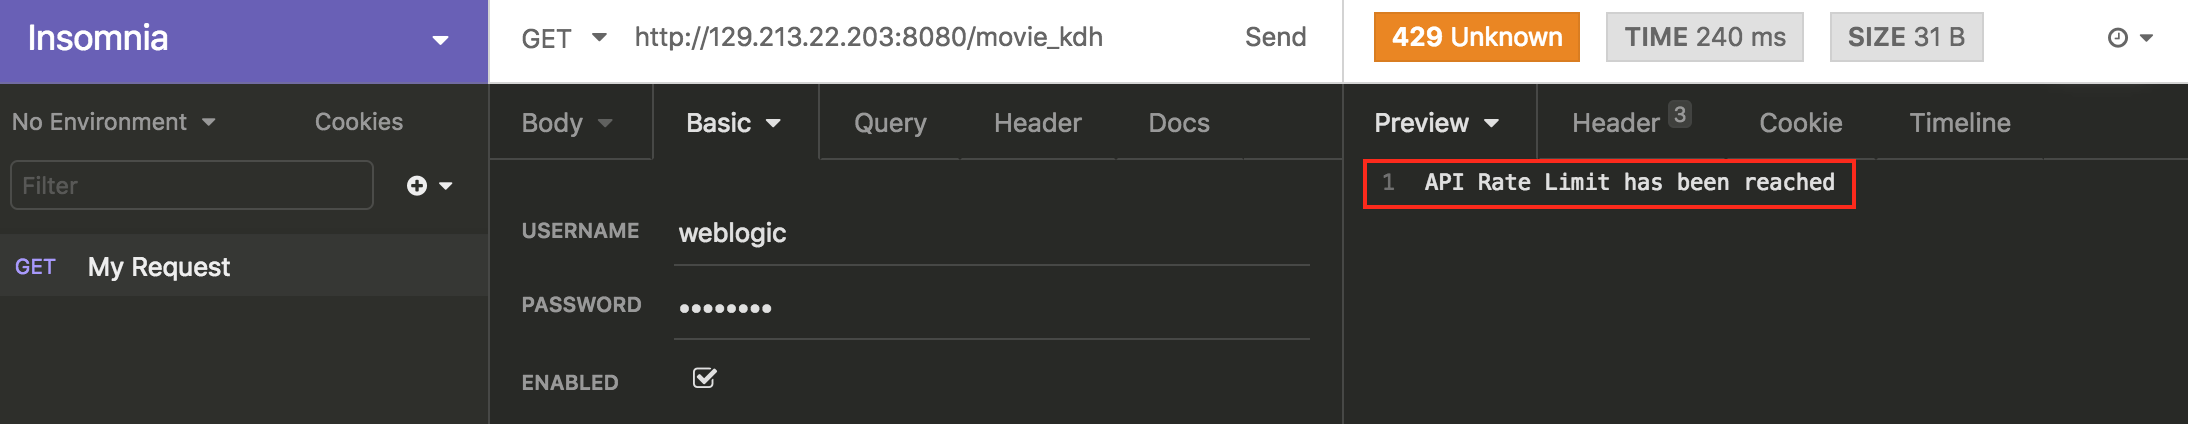 Insomnia
GET http://129.213.22.203:8080/movie_kdh Send
429 Unknown TIME 240 ms SIZE 31 B
No Environment Cookies
Body Basic Query Header Docs
Preview Header 3 Cookie Timeline
Filter
1 API Rate Limit has been reached
GET My Request
USERNAME weblogic
PASSWORD ••••••••
ENABLED